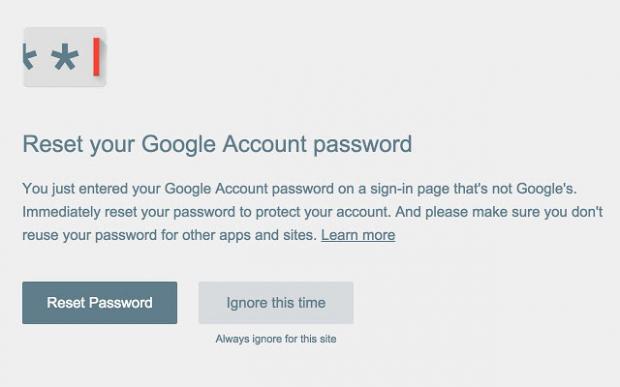 Reset your Google Account password
You just entered your Google Account password on a sign-in page that's not Google's.
Immediately reset your password to protect your account. And please make sure you don't
reuse your password for other apps and sites. Learn more
Reset Password
Ignore this time
Always ignore for this site